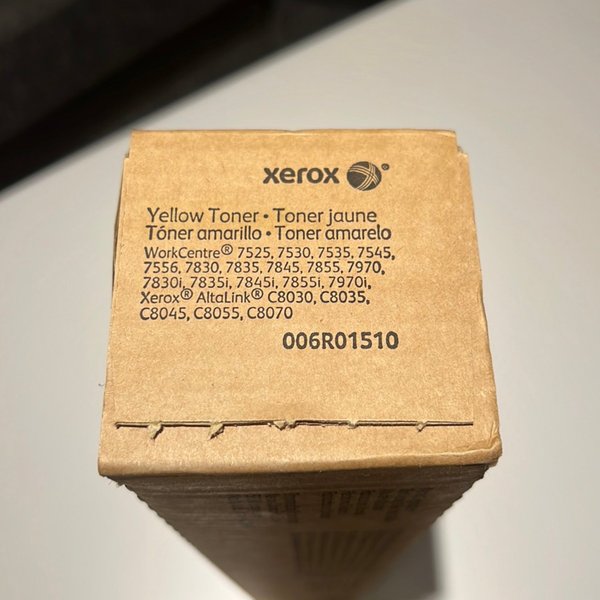 xerox
Yellow Toner • Toner jaune
Tóner amarillo • Toner amarelo
WorkCentre® 7525, 7530, 7535, 7545,
7556, 7830, 7835, 7845, 7855, 7970,
7830i, 7835i, 7845i, 7855i, 7970i,
Xerox® AltaLink® C8030, C8035,
C8045, C8055, C8070
006R01510